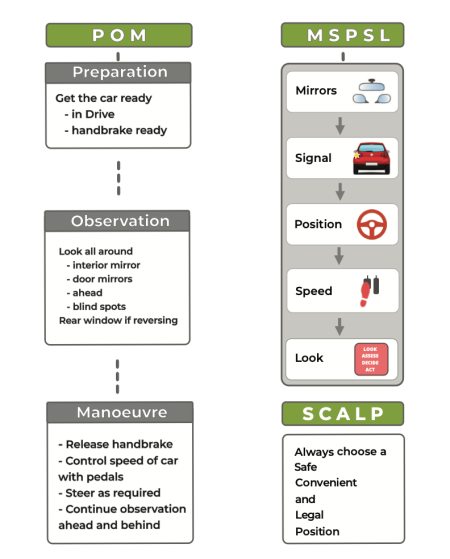 POM
Preparation
Get the car ready
- in Drive
- handbrake ready
Observation
Look all around
- interior mirror
- door mirrors
- ahead
- blind spots
Rear window if reversing
Manoeuvre
- Release handbrake
- Control speed of car
with pedals
- Steer as required
- Continue observation
ahead and behind
MSPSL
Mirrors
Signal
Position
Speed
Look
LOOK
ASSESS
DECIDE
ACT
SCALP
Always choose a
Safe
Convenient
and
Legal
Position